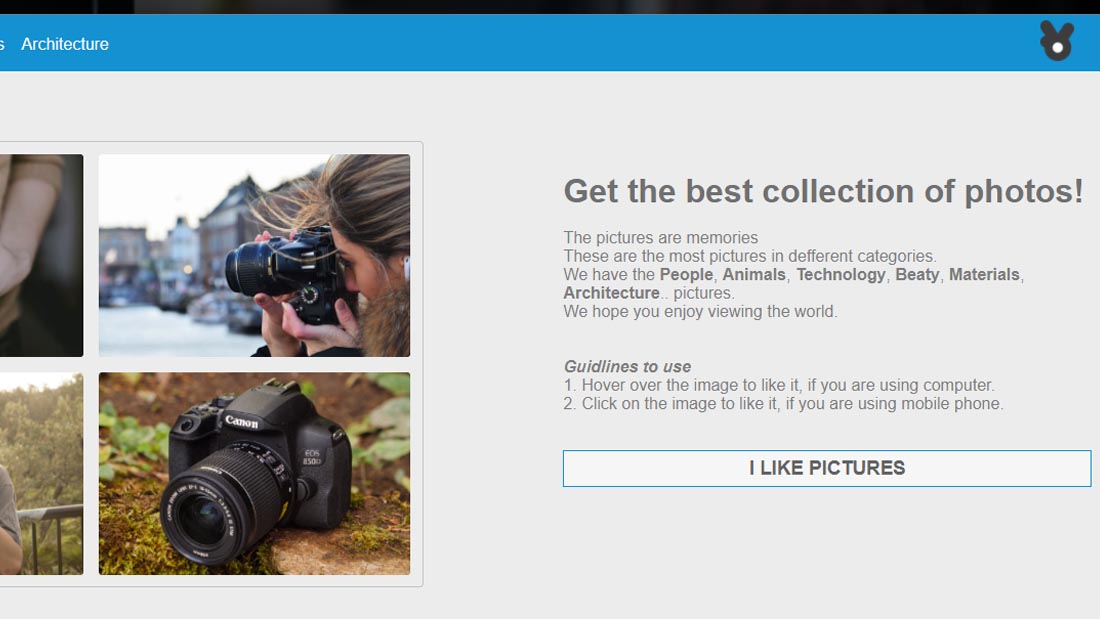 s Architecture
Get the best collection of photos!
The pictures are memories
These are the most pictures in defferent categories.
We have the People, Animals, Technology, Beaty, Materials,
Architecture.. pictures.
We hope you enjoy viewing the world.
Guidlines to use
1. Hover over the image to like it, if you are using computer.
2. Click on the image to like it, if you are using mobile phone.
I LIKE PICTURES
Canon
EOS
850D